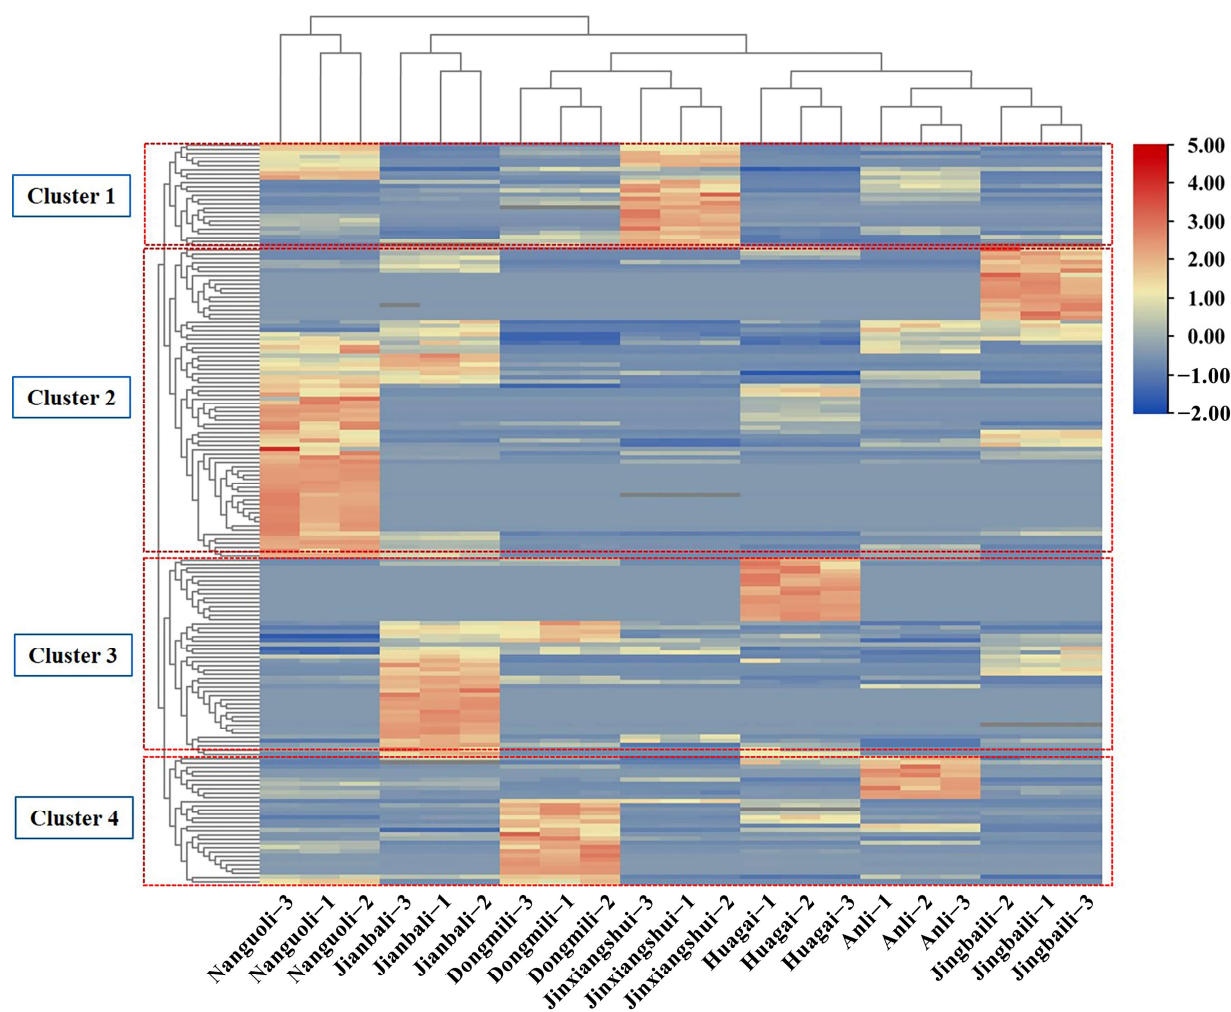 Cluster 1
Cluster 2
Cluster 3
Cluster 4
5.00
4.00
3.00
2.00
1.00
0.00
−1.00
−2.00
Nanguoli−3
Nanguoli−1
Nanguoli−2
Jianbali−3
Jianbali−1
Jianbali−2
Dongmili−3
Dongmili−1
Dongmili−2
Jinxiangshui−3
Jinxiangshui−1
Jinxiangshui−2
Huagai−1
Huagai−2
Huagai−3
Anli−1
Anli−2
Anli−3
Jingbaili−2
Jingbaili−1
Jingbaili−3